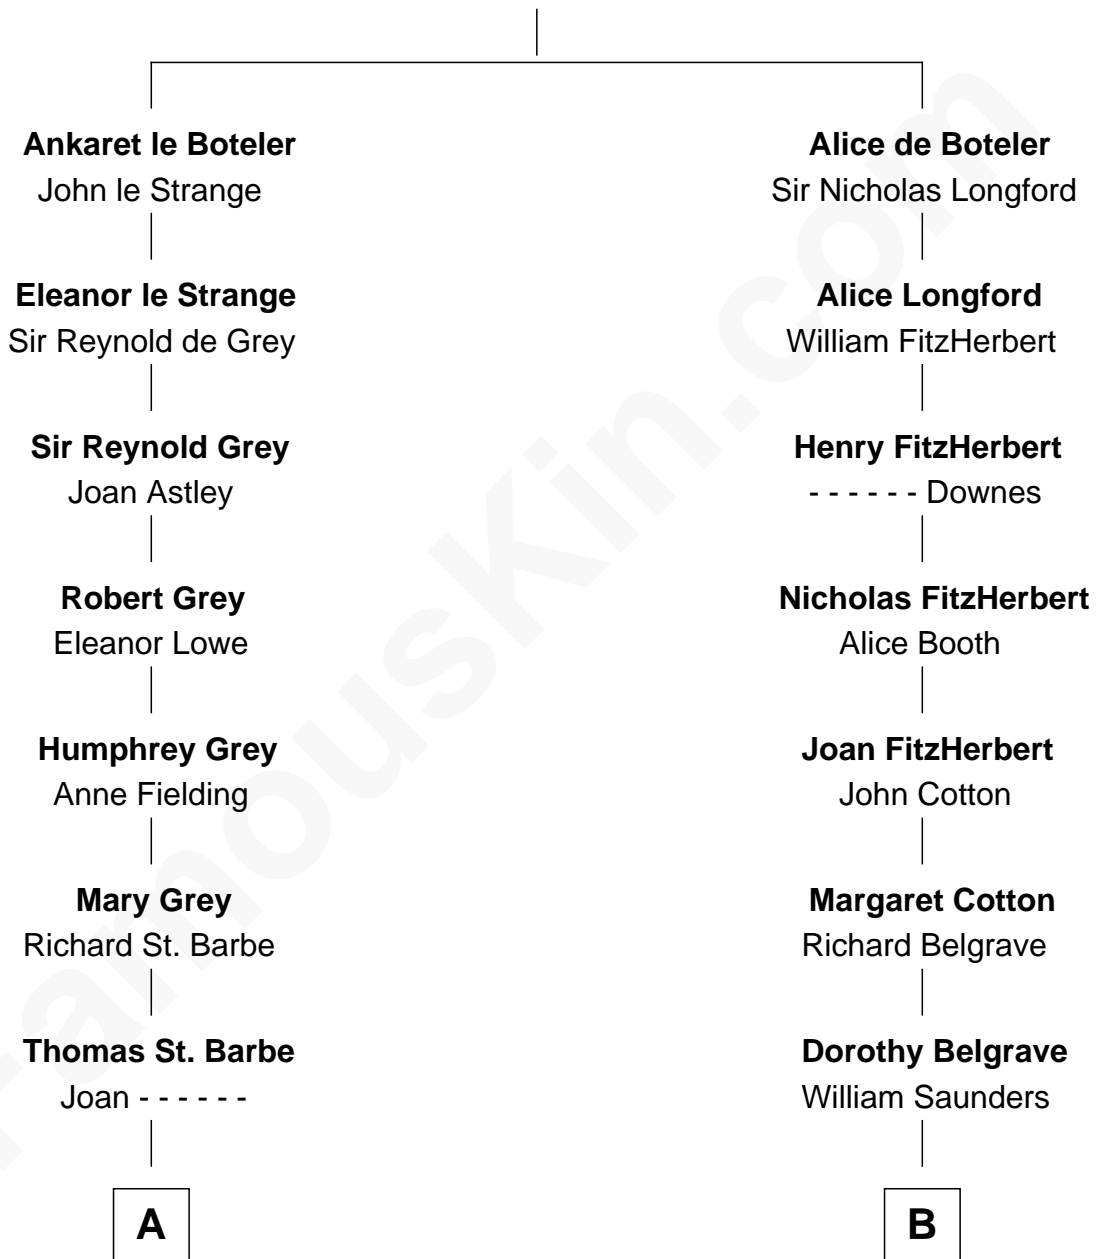 Ankaret le Boteler
John le Strange
Eleanor le Strange
Sir Reynold de Grey
Sir Reynold Grey
Joan Astley
Robert Grey
Eleanor Lowe
Humphrey Grey
Anne Fielding
Mary Grey
Richard St. Barbe
Thomas St. Barbe
Joan - - - - - -
A
Alice de Boteler
Sir Nicholas Longford
Alice Longford
William FitzHerbert
Henry FitzHerbert
- - - - - - Downes
Nicholas FitzHerbert
Alice Booth
Joan FitzHerbert
John Cotton
Margaret Cotton
Richard Belgrave
Dorothy Belgrave
William Saunders
B
FamousKin.com